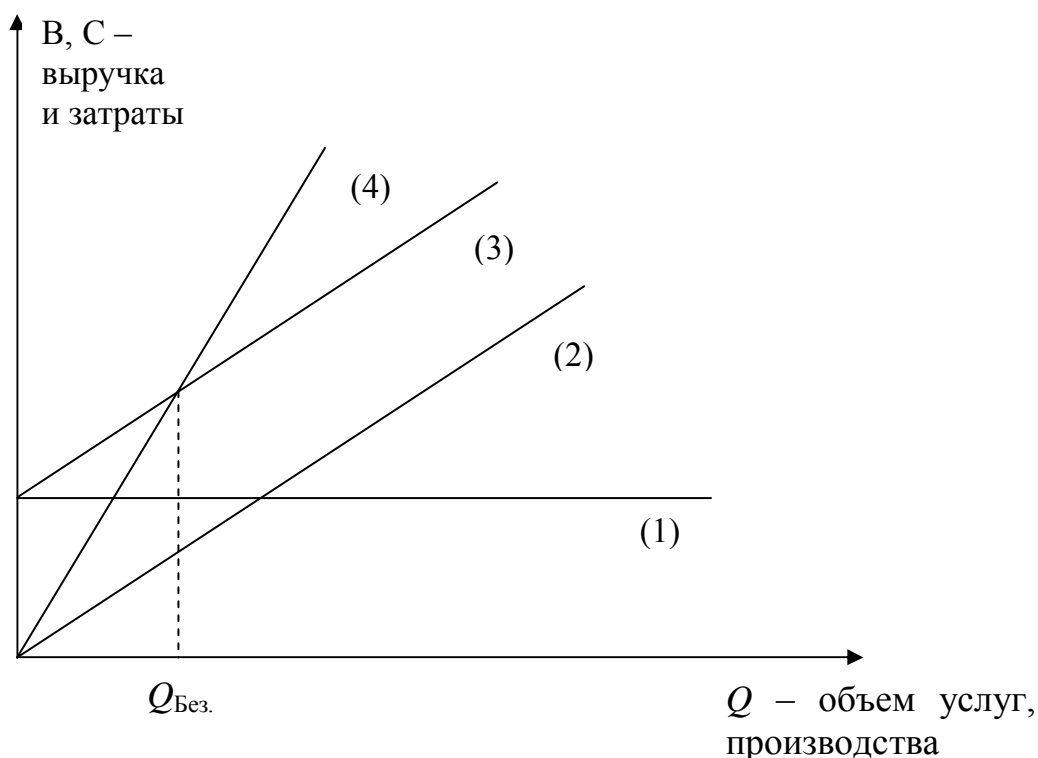 В, С –
выручка
и затраты
(4)
(3)
(2)
(1)
QБез.
Q – объем услуг,
производства